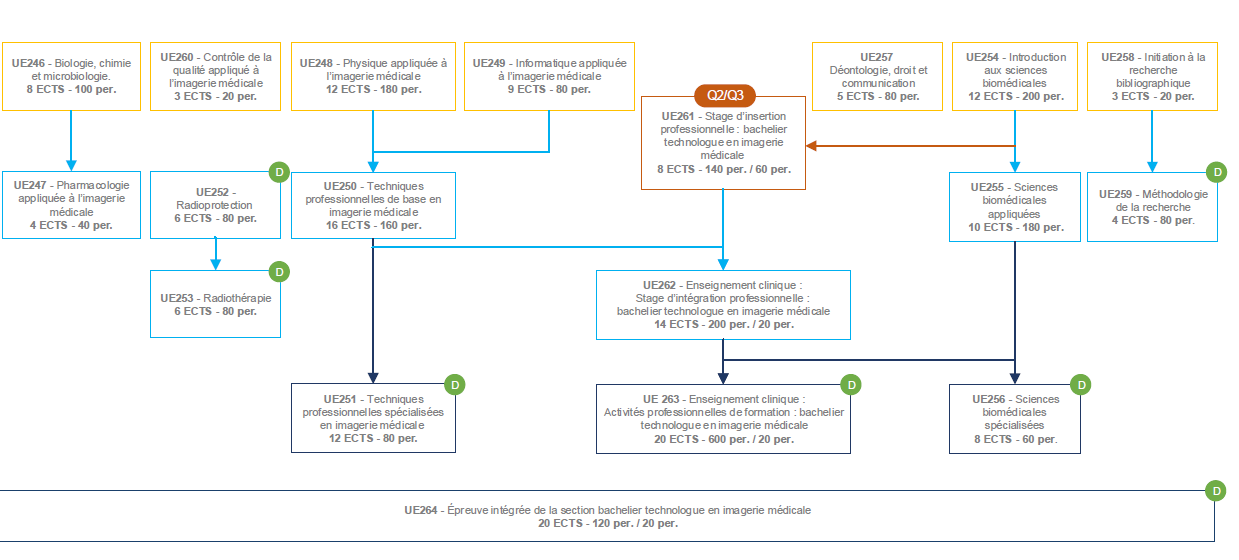 UE246 - Biologie, chimie
et microbiologie.
8 ECTS - 100 per.
UE260 - Contrôle de la
qualité appliqué à
l'imagerie médicale
3 ECTS - 20 per.
UE248 - Physique appliquée à
l'imagerie médicale
12 ECTS - 180 per.
UE249 - Informatique appliquée
à l'imagerie médicale
9 ECTS - 80 per.
UE257
Déontologie, droit et
communication
5 ECTS - 80 per.
UE254 - Introduction
aux sciences
biomédicales
12 ECTS - 200 per.
UE258 - Initiation à la
recherche
bibliographique
3 ECTS - 20 per.
Q2/Q3
UE261 - Stage d'insertion
professionnelle : bachelier
technologue en imagerie
médicale
8 ECTS - 140 per. / 60 per.
UE247 - Pharmacologie
appliquée à l'imagerie
médicale
4 ECTS - 40 per.
D
UE252 -
Radioprotection
6 ECTS - 80 per.
UE250 - Techniques
professionnelles de base en
imagerie médicale
16 ECTS - 160 per.
UE255 - Sciences
biomédicales
appliquées
10 ECTS - 180 per.
D
UE259 - Méthodologie
de la recherche
4 ECTS - 80 per.
D
UE253 - Radiothérapie
6 ECTS - 80 per.
UE262 - Enseignement clinique :
Stage d'intégration professionnelle :
bachelier technologue en imagerie médicale
14 ECTS - 200 per. / 20 per.
D
UE251 - Techniques
professionnelles spécialisées
en imagerie médicale
12 ECTS - 80 per.
D
UE 263 - Enseignement clinique :
Activités professionnelles de formation : bachelier
technologue en imagerie médicale
20 ECTS - 600 per. / 20 per.
D
UE256 - Sciences
biomédicales
spécialisées
8 ECTS - 60 per.
D
UE264 - Épreuve intégrée de la section bachelier technologue en imagerie médicale
20 ECTS - 120 per. / 20 per.